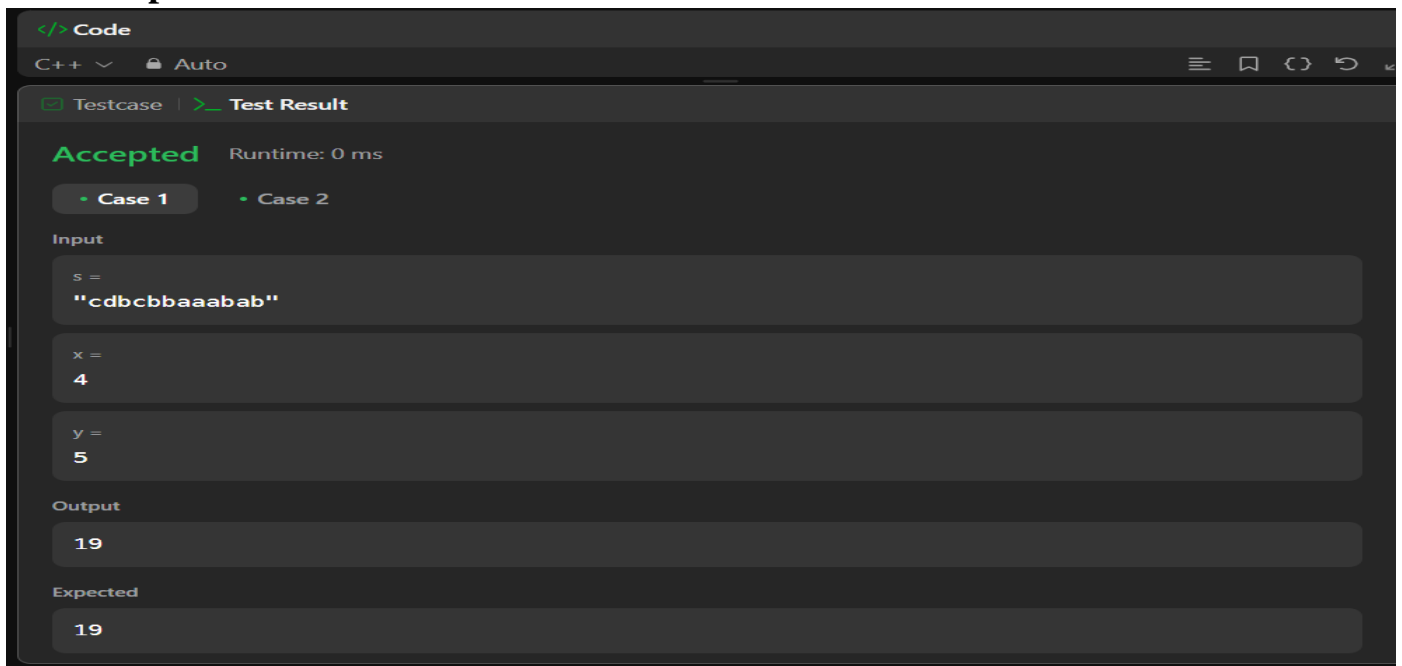 </> Code
C++ Auto
Testcase | >_ Test Result
Accepted Runtime: 0 ms
• Case 1 • Case 2
Input
s =
"cdbcbbaaabab"
x =
4
y =
5
Output
19
Expected
19